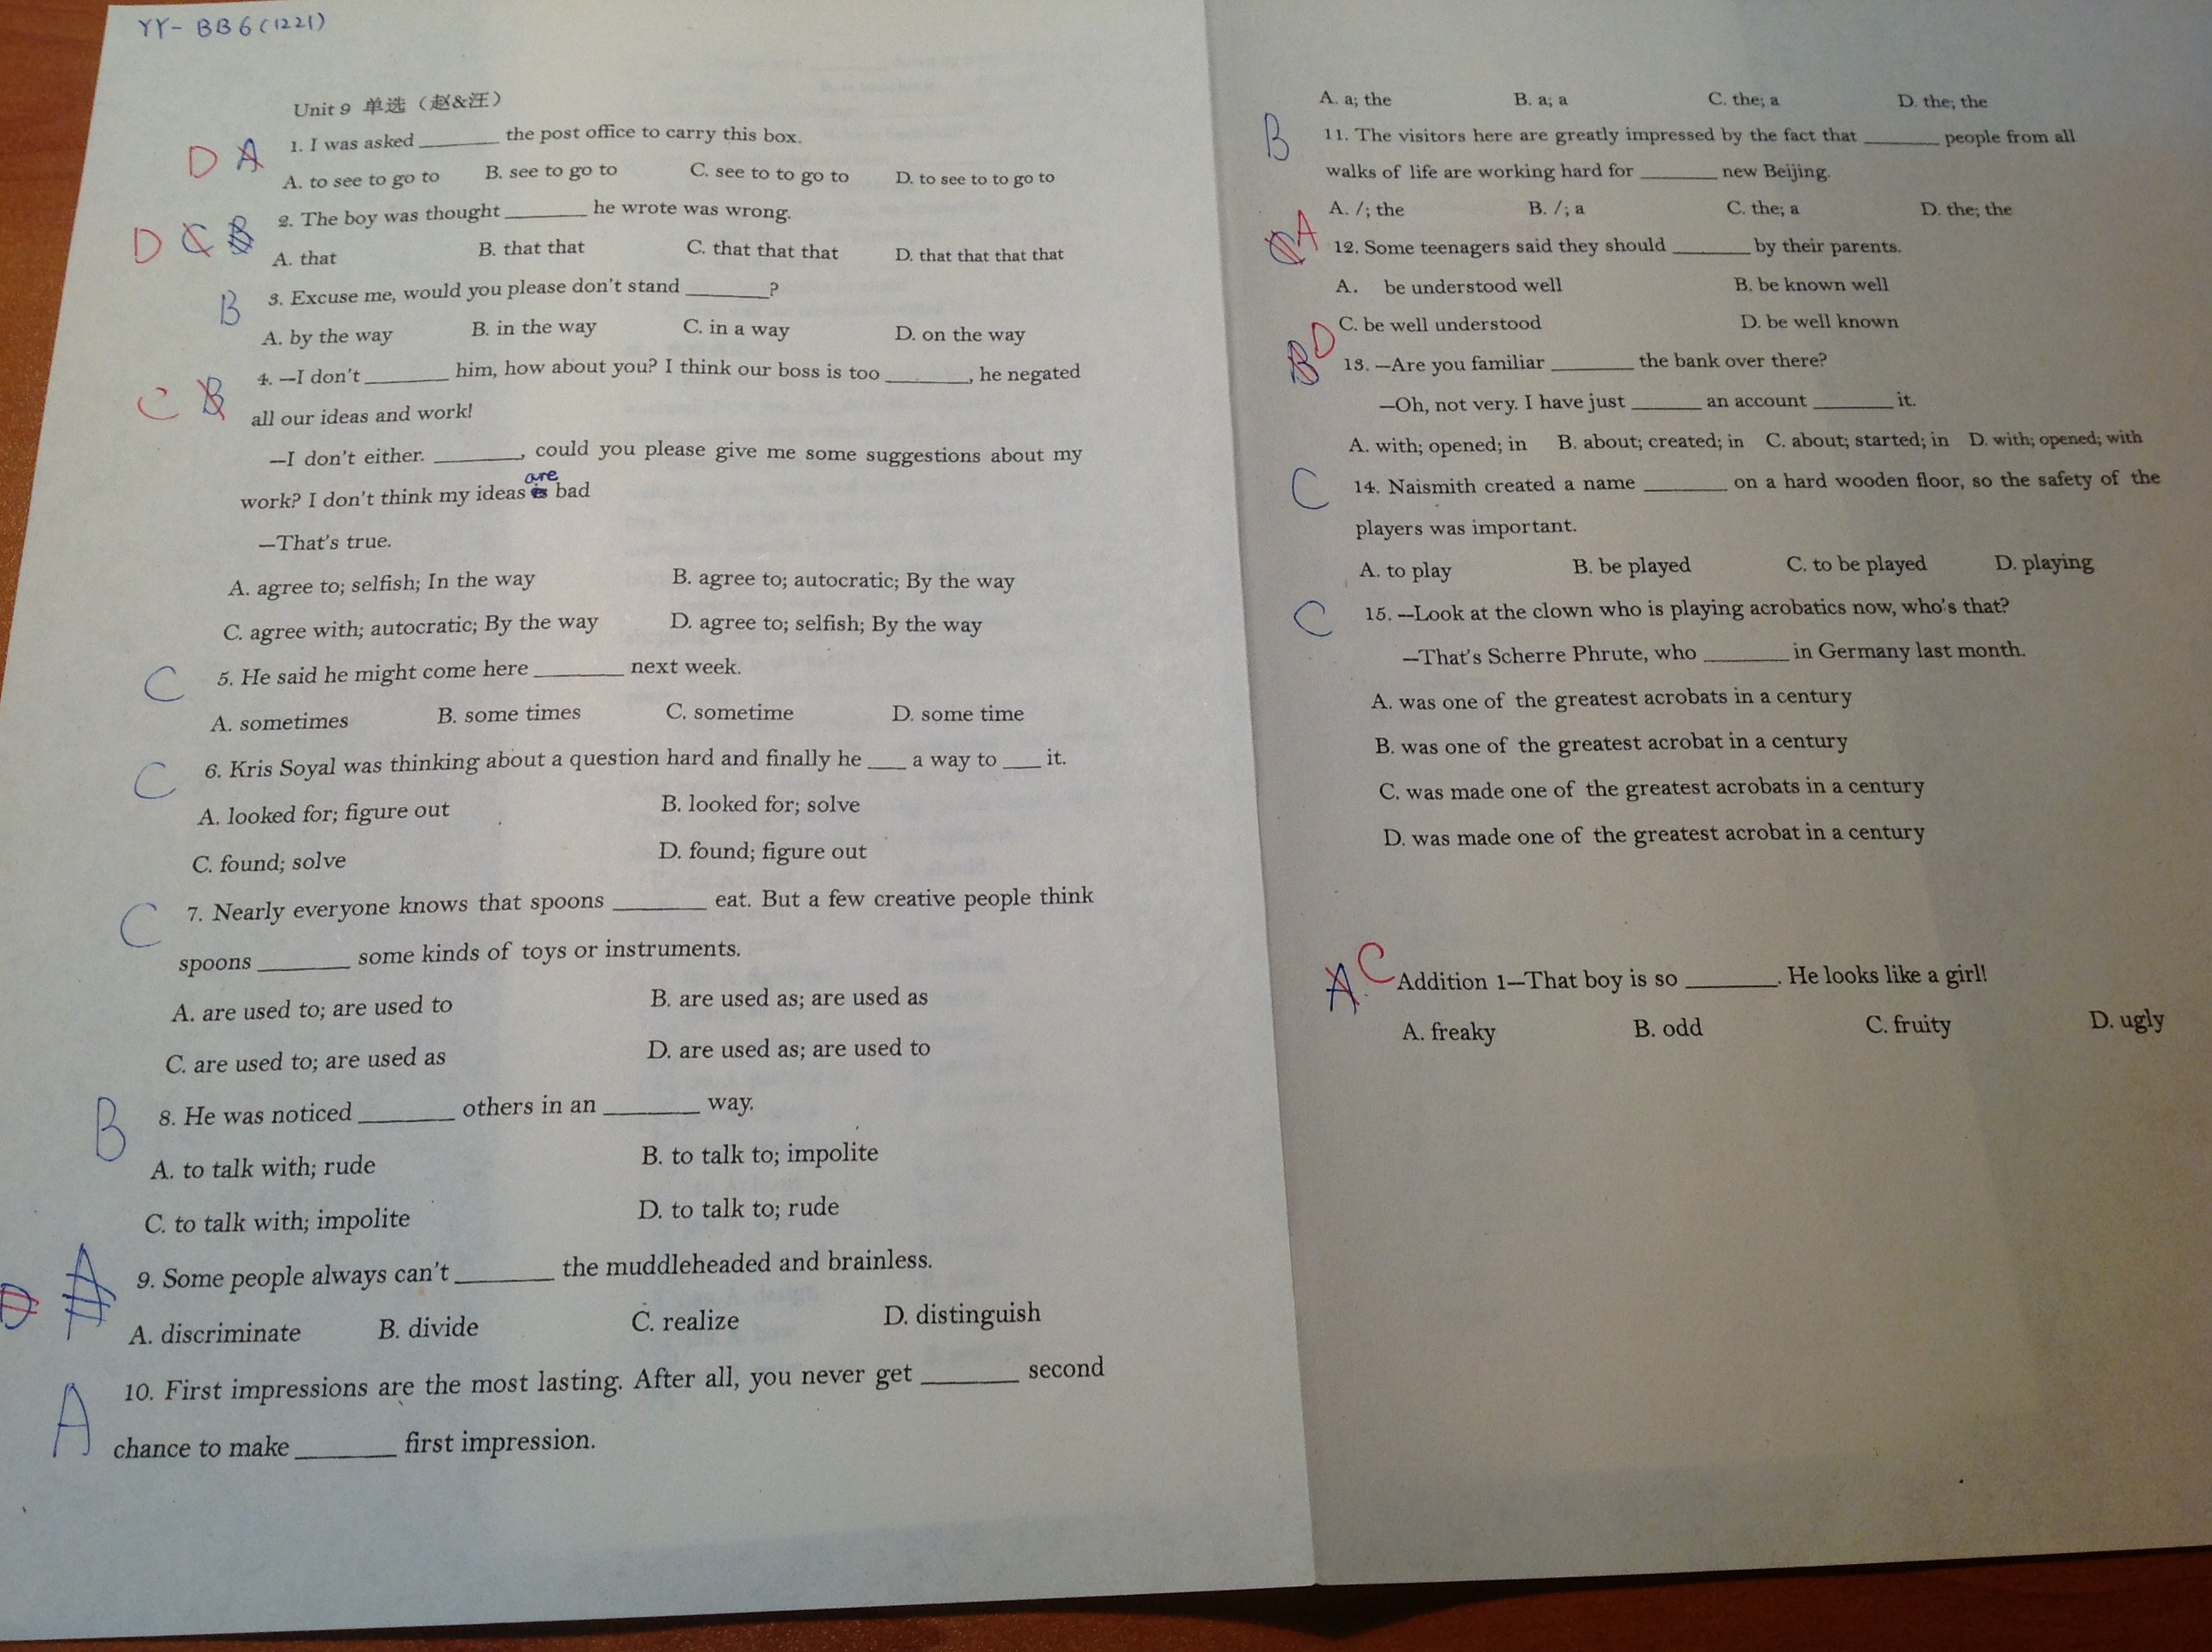 YY- BB6(1221)
Unit 9 单选（赵&汪）
D A 1. I was asked ________ the post office to carry this box.
A. to see to go to B. see to go to C. see to to go to D. to see to to go to
D C B 2. The boy was thought ________ he wrote was wrong.
A. that B. that that C. that that that D. that that that that
B 3. Excuse me, would you please don't stand ________?
A. by the way B. in the way C. in a way D. on the way
C B 4. —I don't ________ him, how about you? I think our boss is too ________, he negated
all our ideas and work!
—I don't either. ________, could you please give me some suggestions about my
are
work? I don't think my ideas is bad
—That's true.
A. agree to; selfish; In the way B. agree to; autocratic; By the way
C. agree with; autocratic; By the way D. agree to; selfish; By the way
C 5. He said he might come here ________ next week.
A. sometimes B. some times C. sometime D. some time
C 6. Kris Soyal was thinking about a question hard and finally he ___ a way to ___ it.
A. looked for; figure out B. looked for; solve
C. found; solve D. found; figure out
C 7. Nearly everyone knows that spoons ________ eat. But a few creative people think
spoons ________ some kinds of toys or instruments.
A. are used to; are used to B. are used as; are used as
C. are used to; are used as D. are used as; are used to
B 8. He was noticed ________ others in an ________ way.
A. to talk with; rude B. to talk to; impolite
C. to talk with; impolite D. to talk to; rude
D A 9. Some people always can't ________ the muddleheaded and brainless.
A. discriminate B. divide C. realize D. distinguish
A 10. First impressions are the most lasting. After all, you never get ________ second
chance to make ________ first impression.
A. a; the B. a; a C. the; a D. the; the
B 11. The visitors here are greatly impressed by the fact that ________ people from all
walks of life are working hard for ________ new Beijing.
A. /; the B. /; a C. the; a D. the; the
A 12. Some teenagers said they should ________ by their parents.
A. be understood well B. be known well
C. be well understood D. be well known
B D 13. —Are you familiar ________ the bank over there?
—Oh, not very. I have just ________ an account ________ it.
A. with; opened; in B. about; created; in C. about; started; in D. with; opened; with
C 14. Naismith created a name ________ on a hard wooden floor, so the safety of the
players was important.
A. to play B. be played C. to be played D. playing
C 15. —Look at the clown who is playing acrobatics now, who's that?
—That's Scherre Phrute, who ________ in Germany last month.
A. was one of the greatest acrobats in a century
B. was one of the greatest acrobat in a century
C. was made one of the greatest acrobats in a century
D. was made one of the greatest acrobat in a century
A C Addition 1—That boy is so ________. He looks like a girl!
A. freaky B. odd C. fruity D. ugly